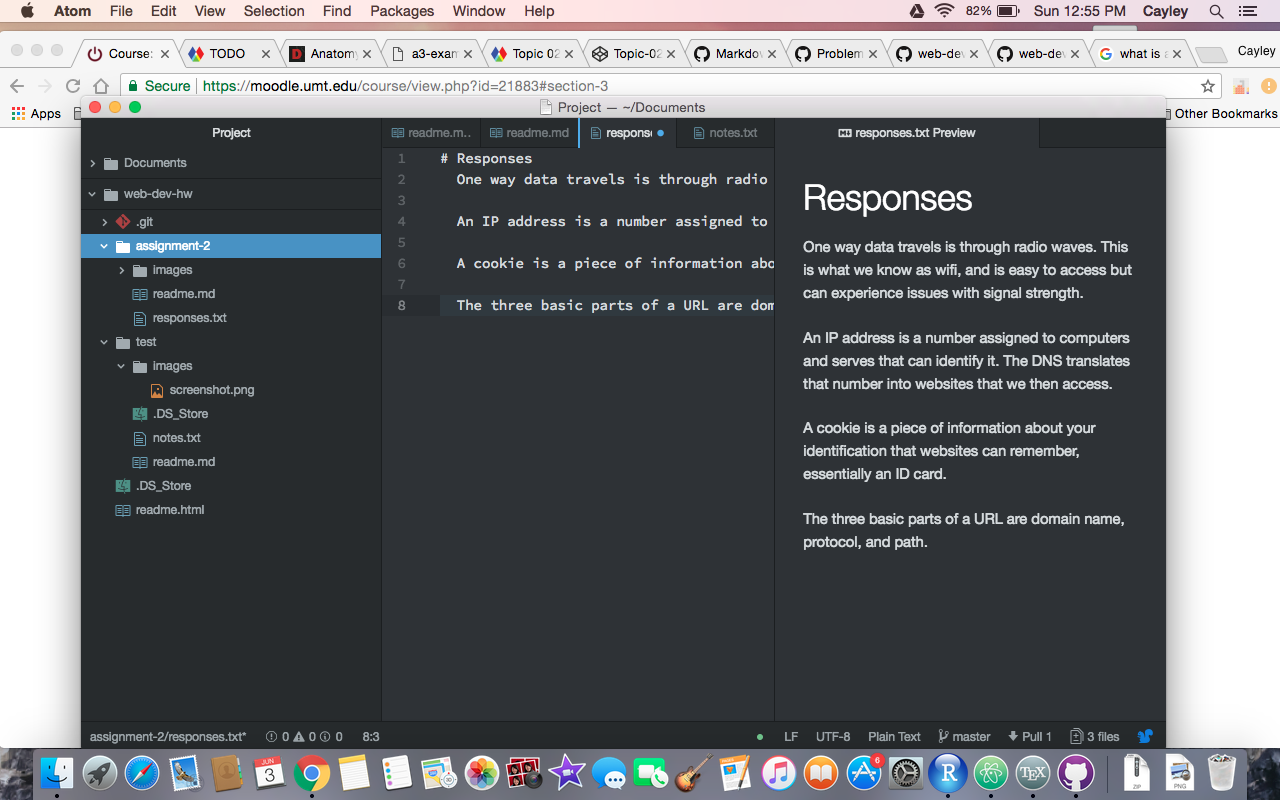 Atom File Edit View Selection Find Packages Window Help 82% Sun 12:55 PM Cayley
Course: TODO Anatomy a3-exam Topic 02 Topic-02 Markdow Problem web-dev web-dev what is a Cayley
Secure https://moodle.umt.edu/course/view.php?id=21883#section-3
Apps Other Bookmarks
Project — ~/Documents
Project
Documents
web-dev-hw
.git
assignment-2
images
readme.md
responses.txt
test
images
screenshot.png
.DS_Store
notes.txt
readme.md
.DS_Store
readme.html
readme.m.. readme.md respons notes.txt
1 # Responses
2 One way data travels is through radio
3
4 An IP address is a number assigned to
5
6 A cookie is a piece of information abo
7
8 The three basic parts of a URL are dom
responses.txt Preview
Responses
One way data travels is through radio waves. This
is what we know as wifi, and is easy to access but
can experience issues with signal strength.
An IP address is a number assigned to computers
and serves that can identify it. The DNS translates
that number into websites that we then access.
A cookie is a piece of information about your
identification that websites can remember,
essentially an ID card.
The three basic parts of a URL are domain name,
protocol, and path.
assignment-2/responses.txt* 0 0 0 8:3 LF UTF-8 Plain Text master Pull 1 3 files
JUN
3
6
R
TEX
ZIP
PNG